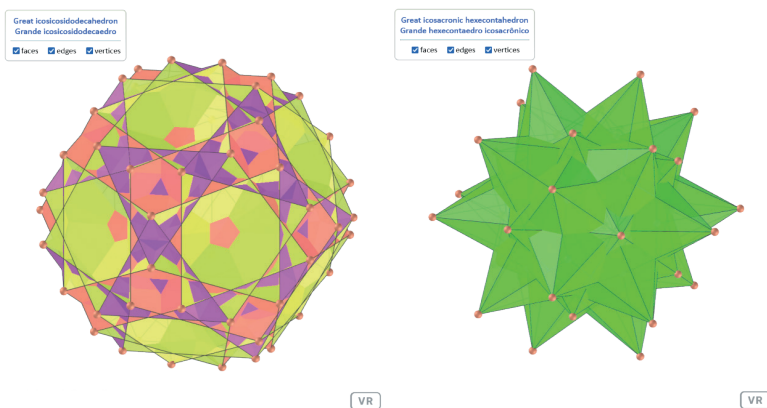 Great icosicosidodecahedron
Grande icosicosidodecaedro
faces edges vertices
VR
Great icosacronic hexecontahedron
Grande hexecontaedro icosacrônico
faces edges vertices
VR